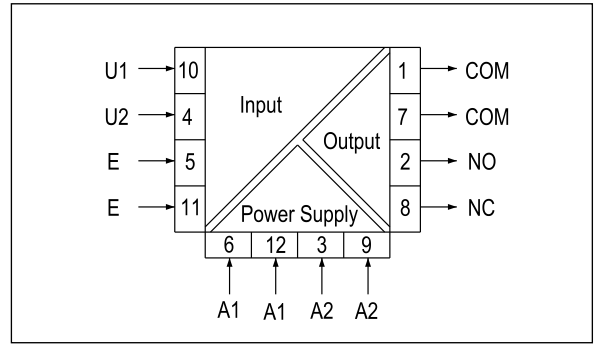 U1 10 1 COM
Input
U2 4 7 COM
Output
E 5 2 NO
E 11 8 NC
Power Supply
6 12 3 9
A1 A1 A2 A2